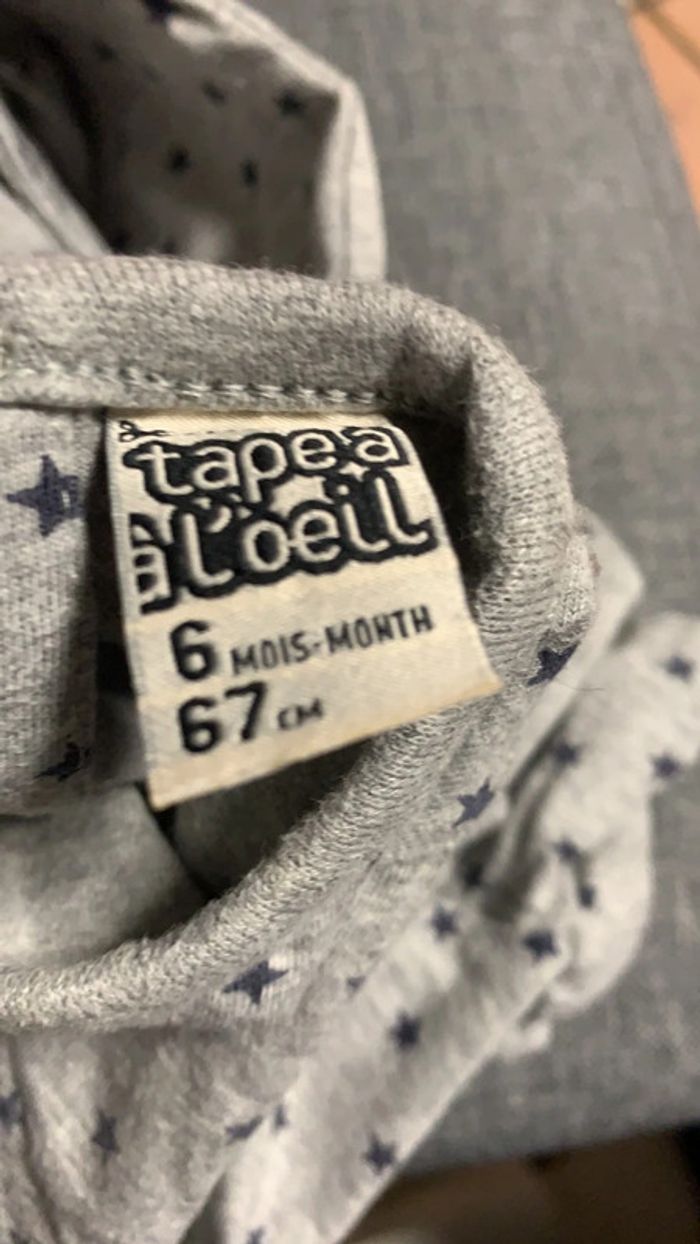 tape a
à l'oeil
6 MOIS-MONTH
67 CM